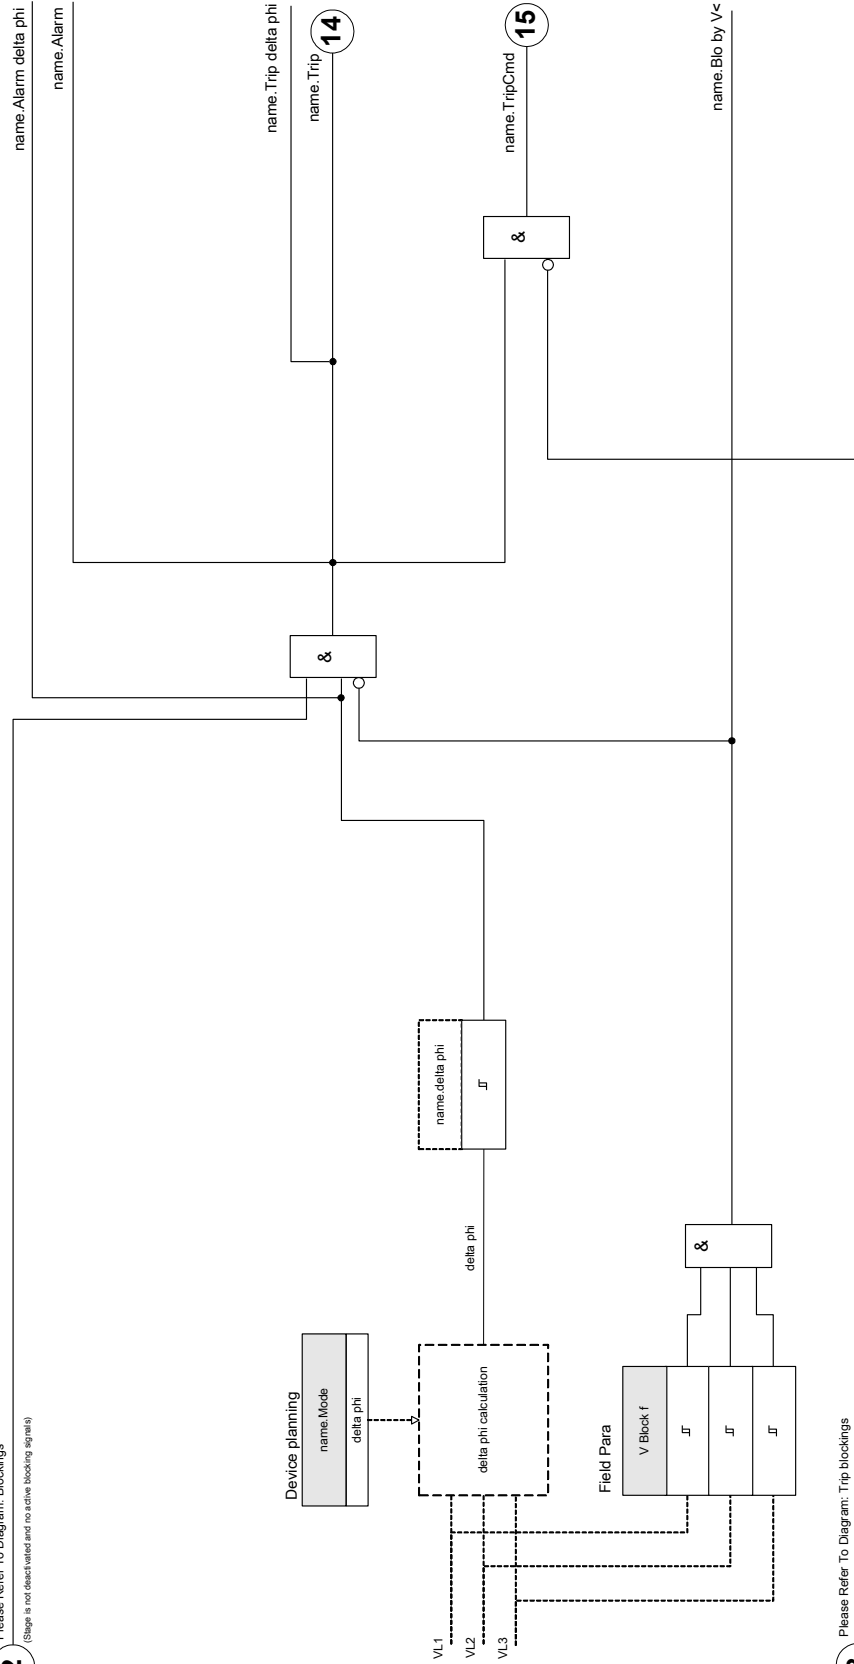 name.Alarm delta phi
name.Alarm
name.Trip delta phi
name.Trip
14
name.TripCmd
15
name.Blo by V<
&
&
name.delta phi
delta phi
&
Device planning
name.Mode
delta phi
delta phi calculation
Field Para
V Block f
VL1
VL2
VL3
Please Refer To Diagram: Blockings
(Stage is not deactivated and no active blocking signals)
2
Please Refer To Diagram: Trip blockings